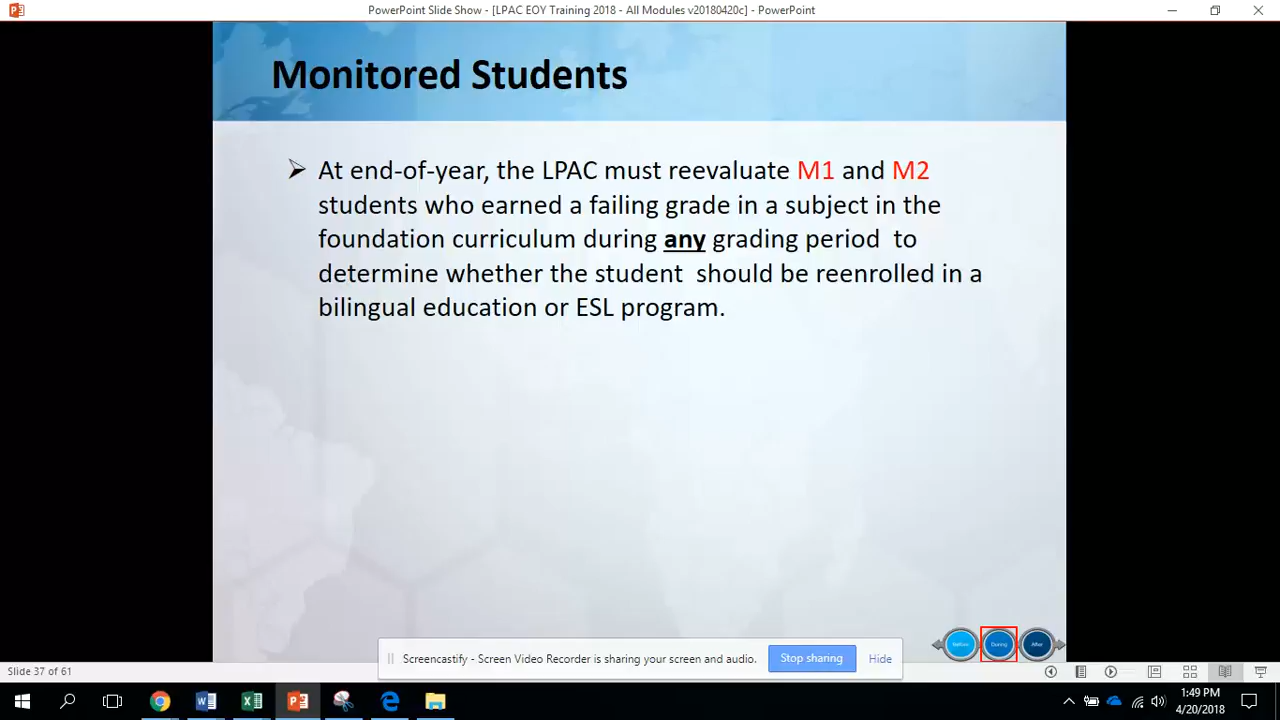 PowerPoint Slide Show - [LPAC EOY Training 2018 - All Modules v20180420c] - PowerPoint
Monitored Students
At end-of-year, the LPAC must reevaluate M1 and M2
students who earned a failing grade in a subject in the
foundation curriculum during any grading period to
determine whether the student should be reenrolled in a
bilingual education or ESL program.
Before During After
Screencastify - Screen Video Recorder is sharing your screen and audio. Stop sharing Hide
Slide 37 of 61
1:49 PM
4/20/2018